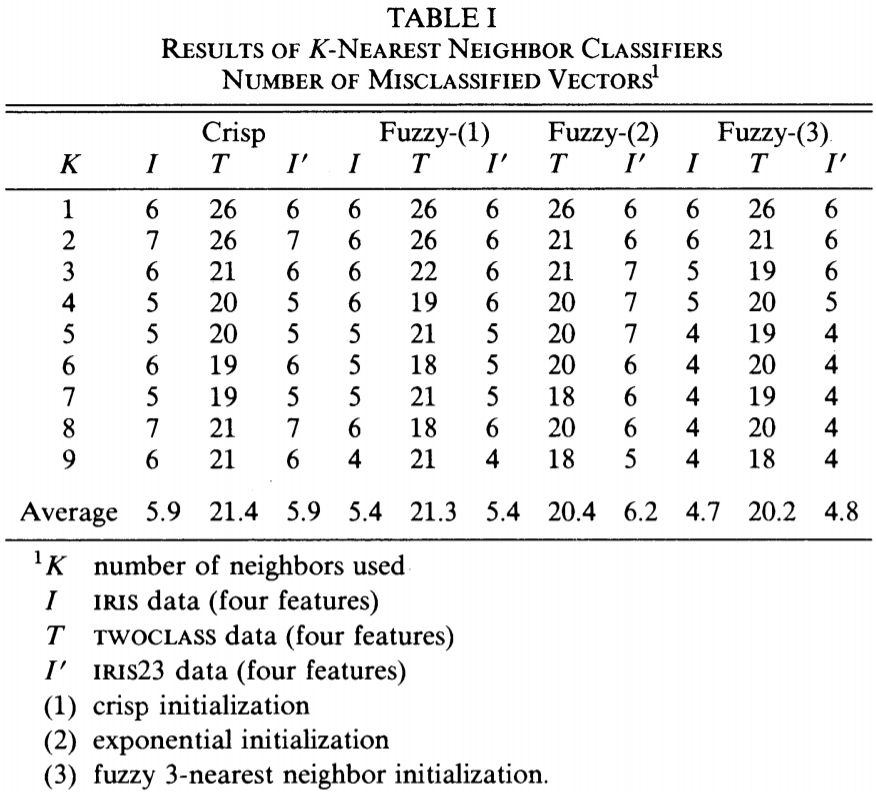 TABLE I
RESULTS OF K-NEAREST NEIGHBOR CLASSIFIERS
NUMBER OF MISCLASSIFIED VECTORS¹
Crisp Fuzzy-(1) Fuzzy-(2) Fuzzy-(3)
K I T I′ I T I′ T I′ I T I′
1 6 26 6 6 26 6 26 6 6 26 6
2 7 26 7 6 26 6 21 6 6 21 6
3 6 21 6 6 22 6 21 7 5 19 6
4 5 20 5 6 19 6 20 7 5 20 5
5 5 20 5 5 21 5 20 7 4 19 4
6 6 19 6 5 18 5 20 6 4 20 4
7 5 19 5 5 21 5 18 6 4 19 4
8 7 21 7 6 18 6 20 6 4 20 4
9 6 21 6 4 21 4 18 5 4 18 4
Average 5.9 21.4 5.9 5.4 21.3 5.4 20.4 6.2 4.7 20.2 4.8
¹K number of neighbors used
I IRIS data (four features)
T TWOCLASS data (four features)
I′ IRIS23 data (four features)
(1) crisp initialization
(2) exponential initialization
(3) fuzzy 3-nearest neighbor initialization.